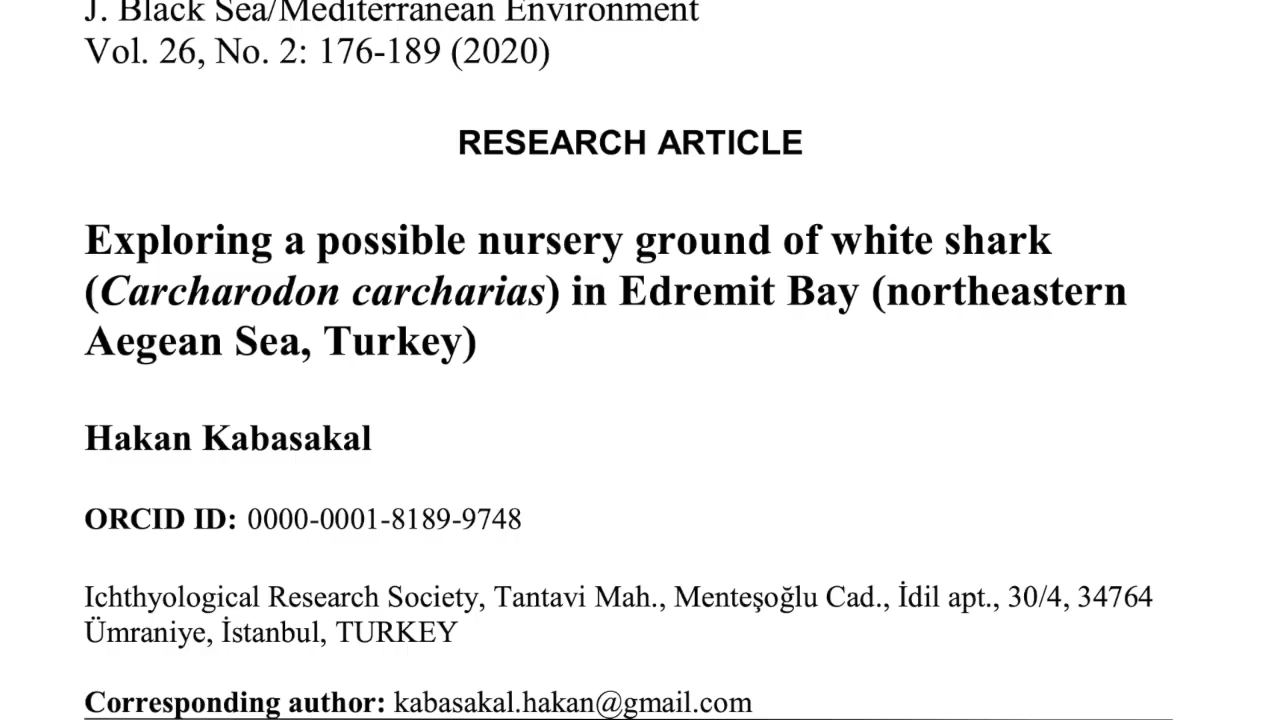 J. Black Sea/Mediterranean Environment
Vol. 26, No. 2: 176-189 (2020)
RESEARCH ARTICLE
Exploring a possible nursery ground of white shark
(Carcharodon carcharias) in Edremit Bay (northeastern
Aegean Sea, Turkey)
Hakan Kabasakal
ORCID ID: 0000-0001-8189-9748
Ichthyological Research Society, Tantavi Mah., Menteşoğlu Cad., İdil apt., 30/4, 34764
Ümraniye, İstanbul, TURKEY
Corresponding author: kabasakal.hakan@gmail.com